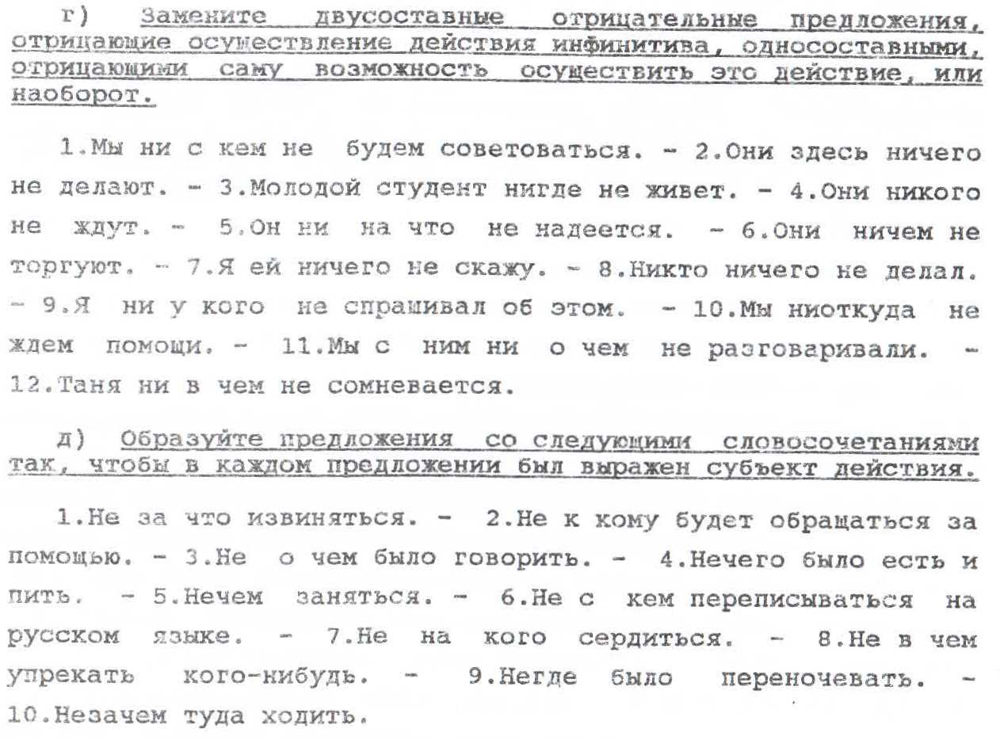 г) Замените двусоставные отрицательные предложения,
отрицающие осуществление действия инфинитива, односоставными,
отрицающими саму возможность осуществить это действие, или
наоборот.
1.Мы ни с кем не будем советоваться. - 2.Они здесь ничего
не делают. - 3.Молодой студент нигде не живет. - 4.Они никого
не ждут. - 5.Он ни на что не надеется. - 6.Они ничем не
торгуют. - 7.Я ей ничего не скажу. - 8.Никто ничего не делал.
- 9.Я ни у кого не спрашивал об этом. - 10.Мы ниоткуда не
ждем помощи. - 11.Мы с ним ни о чем не разговаривали. -
12.Таня ни в чем не сомневается.
д) Образуйте предложения со следующими словосочетаниями
так, чтобы в каждом предложении был выражен субъект действия.
1.Не за что извиняться. - 2.Не к кому будет обращаться за
помощью. - 3.Не о чем было говорить. - 4.Нечего было есть и
пить. - 5.Нечем заняться. - 6.Не с кем переписываться на
русском языке. - 7.Не на кого сердиться. - 8.Не в чем
упрекать кого-нибудь. - 9.Негде было переночевать. -
10.Незачем туда ходить.